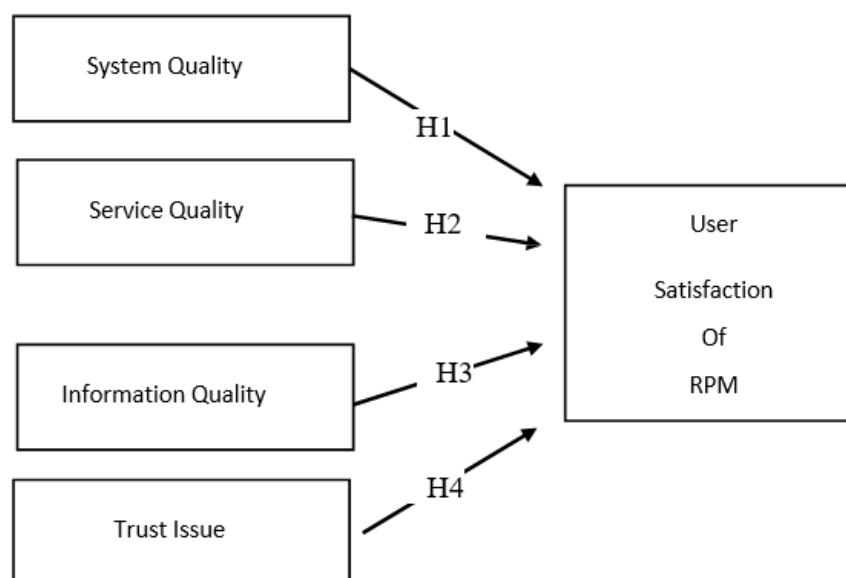 System Quality
H1
Service Quality
H2
User
Satisfaction
Of
RPM
Information Quality
H3
Trust Issue
H4